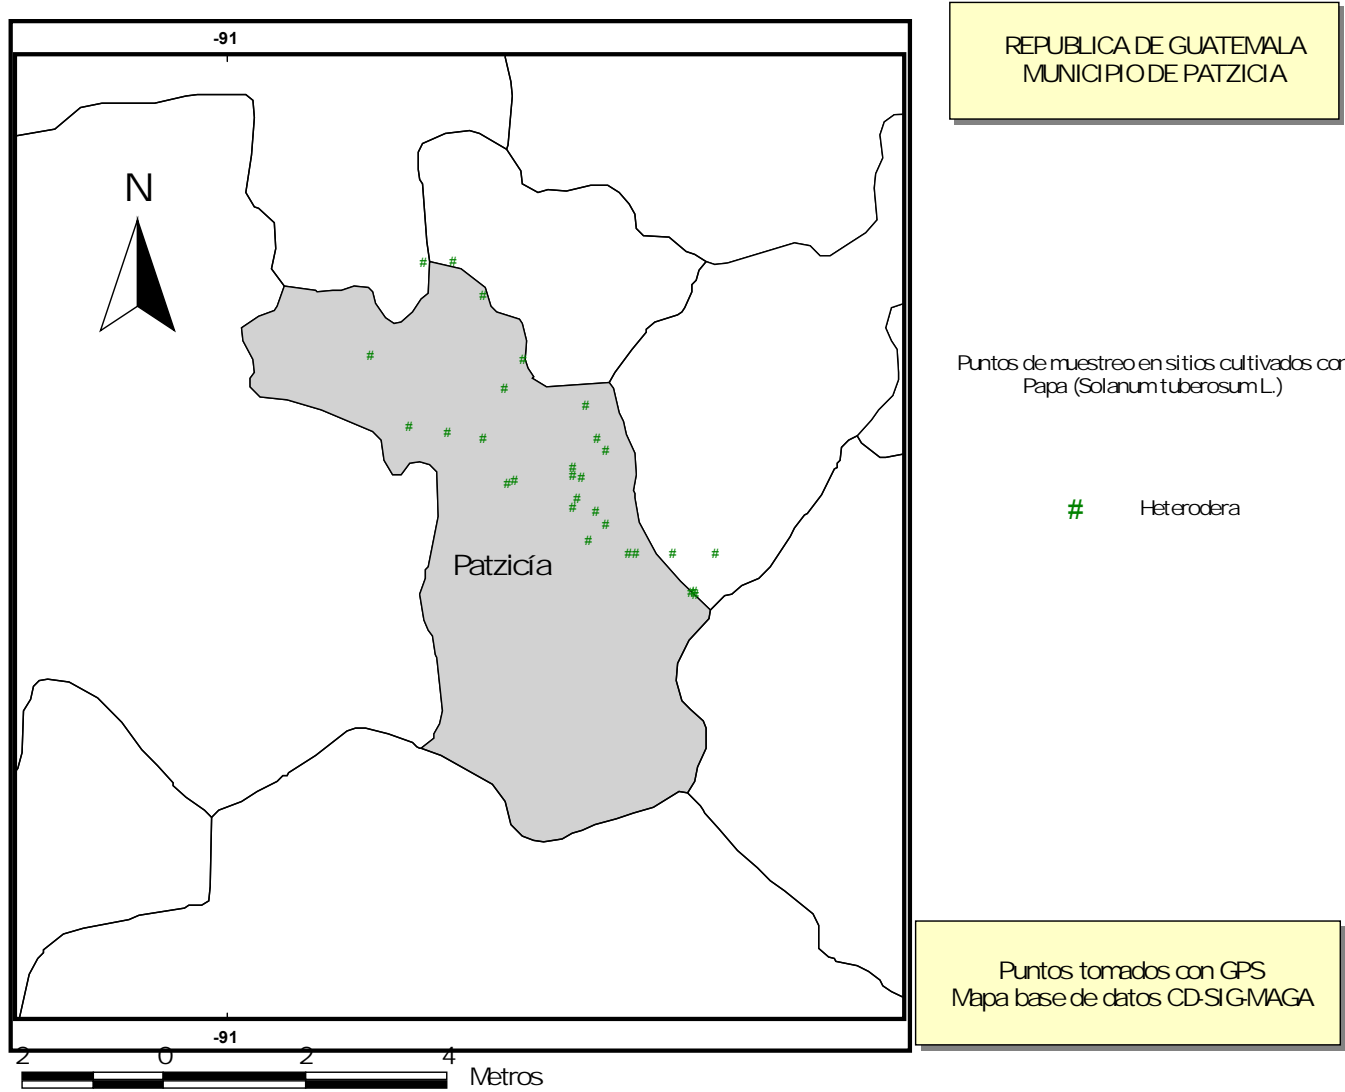 REPUBLICA DE GUATEMALA
MUNICIPIO DE PATZICIA
-91
N
Puntos de muestreo en sitios cultivados con
Papa (Solanum tuberosum L.)
# Heterodera
Patzicía
Puntos tomados con GPS
Mapa base de datos CD-SIG-MAGA
-91
2 0 2 4
Metros